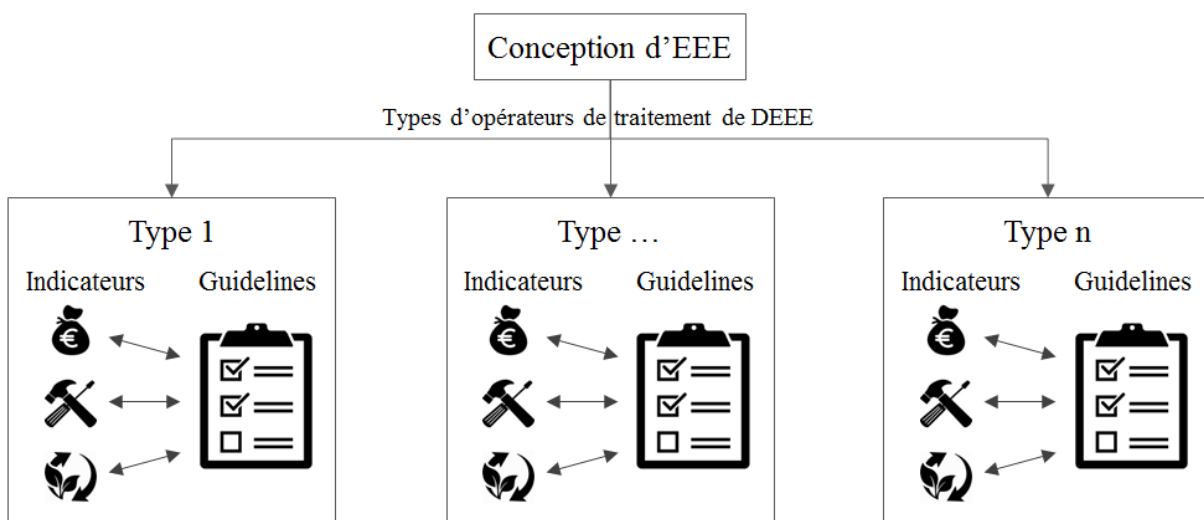 Conception d’EEE
Types d’opérateurs de traitement de DEEE
Type 1
Indicateurs Guidelines
€
Type …
Indicateurs Guidelines
€
Type n
Indicateurs Guidelines
€